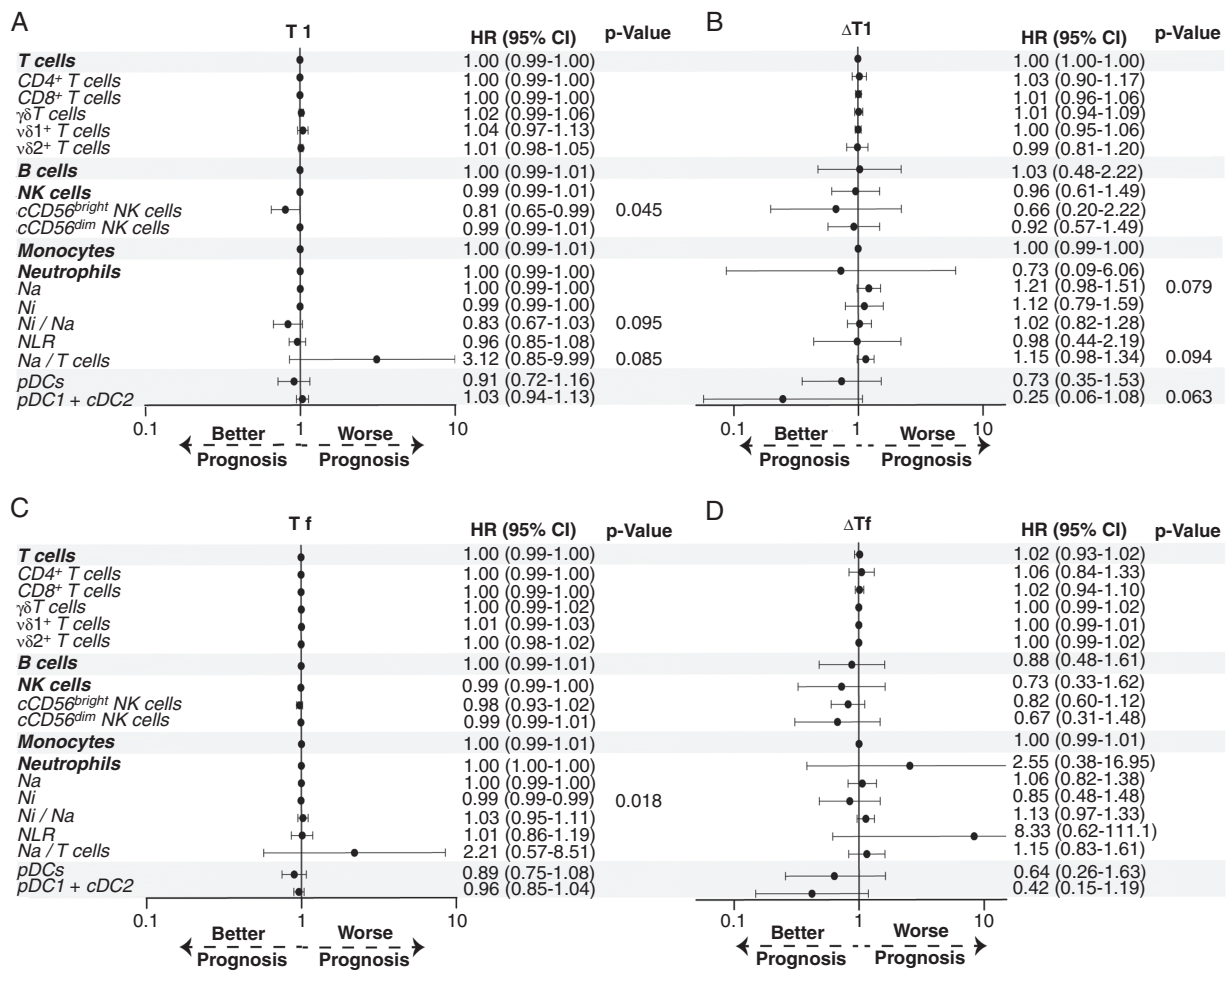 A
T 1
HR (95% CI) p-Value
T cells 1.00 (0.99-1.00)
CD4+ T cells 1.00 (0.99-1.00)
CD8+ T cells 1.00 (0.99-1.00)
γδT cells 1.02 (0.99-1.06)
νδ1+ T cells 1.04 (0.97-1.13)
νδ2+ T cells 1.01 (0.98-1.05)
B cells 1.00 (0.99-1.01)
NK cells 0.99 (0.99-1.01)
cCD56bright NK cells 0.81 (0.65-0.99) 0.045
cCD56dim NK cells 0.99 (0.99-1.01)
Monocytes 1.00 (0.99-1.01)
Neutrophils 1.00 (0.99-1.00)
Na 1.00 (0.99-1.00)
Ni 0.99 (0.99-1.00)
Ni / Na 0.83 (0.67-1.03) 0.095
NLR 0.96 (0.85-1.08)
Na / T cells 3.12 (0.85-9.99) 0.085
pDCs 0.91 (0.72-1.16)
pDC1 + cDC2 1.03 (0.94-1.13)
0.1 1 10
Better Worse
Prognosis Prognosis
B
ΔT1
HR (95% CI) p-Value
1.00 (1.00-1.00)
1.03 (0.90-1.17)
1.01 (0.96-1.06)
1.01 (0.94-1.09)
1.00 (0.95-1.06)
0.99 (0.81-1.20)
1.03 (0.48-2.22)
0.96 (0.61-1.49)
0.66 (0.20-2.22)
0.92 (0.57-1.49)
1.00 (0.99-1.00)
0.73 (0.09-6.06)
1.21 (0.98-1.51) 0.079
1.12 (0.79-1.59)
1.02 (0.82-1.28)
0.98 (0.44-2.19)
1.15 (0.98-1.34) 0.094
0.73 (0.35-1.53)
0.25 (0.06-1.08) 0.063
0.1 1 10
Better Worse
Prognosis Prognosis
C
T f
HR (95% CI) p-Value
T cells 1.00 (0.99-1.00)
CD4+ T cells 1.00 (0.99-1.00)
CD8+ T cells 1.00 (0.99-1.00)
γδT cells 1.00 (0.99-1.02)
νδ1+ T cells 1.01 (0.99-1.03)
νδ2+ T cells 1.00 (0.98-1.02)
B cells 1.00 (0.99-1.01)
NK cells 0.99 (0.99-1.00)
cCD56bright NK cells 0.98 (0.93-1.02)
cCD56dim NK cells 0.99 (0.99-1.01)
Monocytes 1.00 (0.99-1.01)
Neutrophils 1.00 (1.00-1.00)
Na 1.00 (0.99-1.00)
Ni 0.99 (0.99-0.99) 0.018
Ni / Na 1.03 (0.95-1.11)
NLR 1.01 (0.86-1.19)
Na / T cells 2.21 (0.57-8.51)
pDCs 0.89 (0.75-1.08)
pDC1 + cDC2 0.96 (0.85-1.04)
0.1 1 10
Better Worse
Prognosis Prognosis
D
ΔTf
HR (95% CI) p-Value
1.02 (0.93-1.02)
1.06 (0.84-1.33)
1.02 (0.94-1.10)
1.00 (0.99-1.02)
1.00 (0.99-1.01)
1.00 (0.99-1.02)
0.88 (0.48-1.61)
0.73 (0.33-1.62)
0.82 (0.60-1.12)
0.67 (0.31-1.48)
1.00 (0.99-1.01)
2.55 (0.38-16.95)
1.06 (0.82-1.38)
0.85 (0.48-1.48)
1.13 (0.97-1.33)
8.33 (0.62-111.1)
1.15 (0.83-1.61)
0.64 (0.26-1.63)
0.42 (0.15-1.19)
0.1 1 10
Better Worse
Prognosis Prognosis